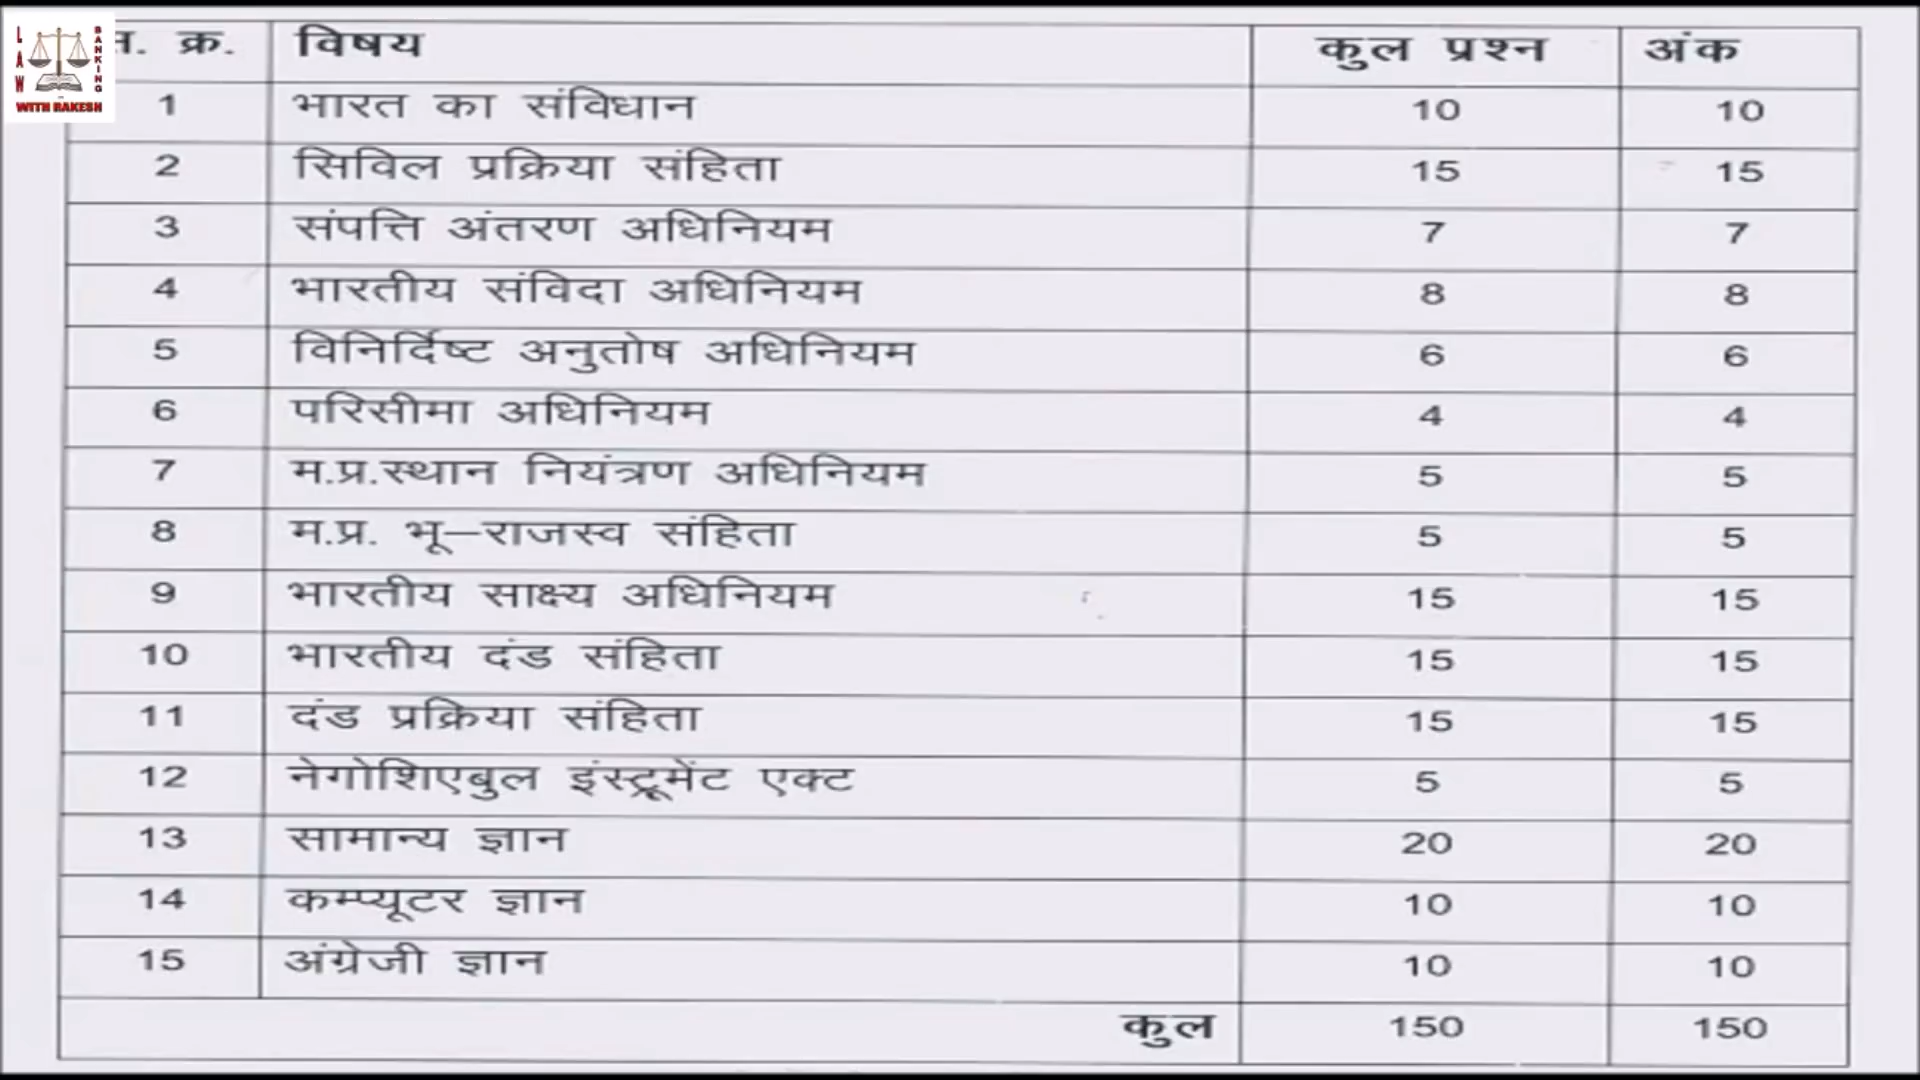 LAW
BANKING
WITH RAKESH
क्र. विषय कुल प्रश्न अंक
1 भारत का संविधान 10 10
2 सिविल प्रक्रिया संहिता 15 15
3 संपत्ति अंतरण अधिनियम 7 7
4 भारतीय संविदा अधिनियम 8 8
5 विनिर्दिष्ट अनुतोष अधिनियम 6 6
6 परिसीमा अधिनियम 4 4
7 म.प्र.स्थान नियंत्रण अधिनियम 5 5
8 म.प्र. भू–राजस्व संहिता 5 5
9 भारतीय साक्ष्य अधिनियम 15 15
10 भारतीय दंड संहिता 15 15
11 दंड प्रक्रिया संहिता 15 15
12 नेगोशिएबुल इंस्ट्रूमेंट एक्ट 5 5
13 सामान्य ज्ञान 20 20
14 कम्प्यूटर ज्ञान 10 10
15 अंग्रेजी ज्ञान 10 10
कुल 150 150